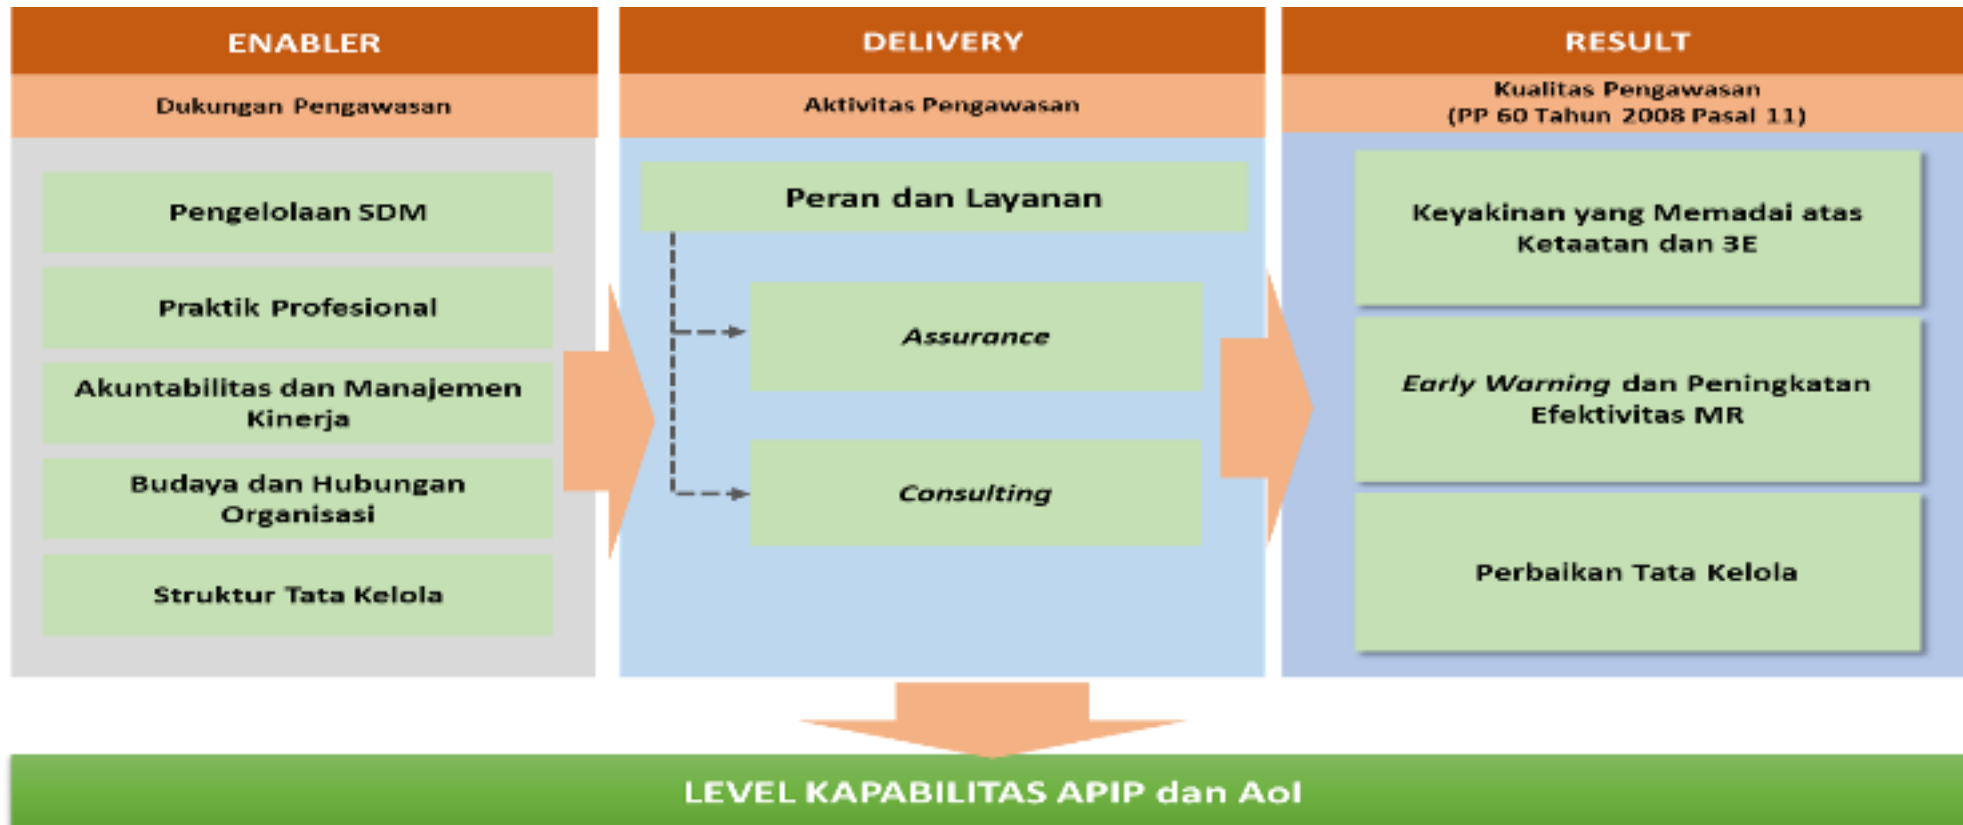 ENABLER
Dukungan Pengawasan
Pengelolaan SDM
Praktik Profesional
Akuntabilitas dan Manajemen
Kinerja
Budaya dan Hubungan
Organisasi
Struktur Tata Kelola
DELIVERY
Aktivitas Pengawasan
Peran dan Layanan
Assurance
Consulting
RESULT
Kualitas Pengawasan
(PP 60 Tahun 2008 Pasal 11)
Keyakinan yang Memadai atas
Ketaatan dan 3E
Early Warning dan Peningkatan
Efektivitas MR
Perbaikan Tata Kelola
LEVEL KAPABILITAS APIP dan AoI